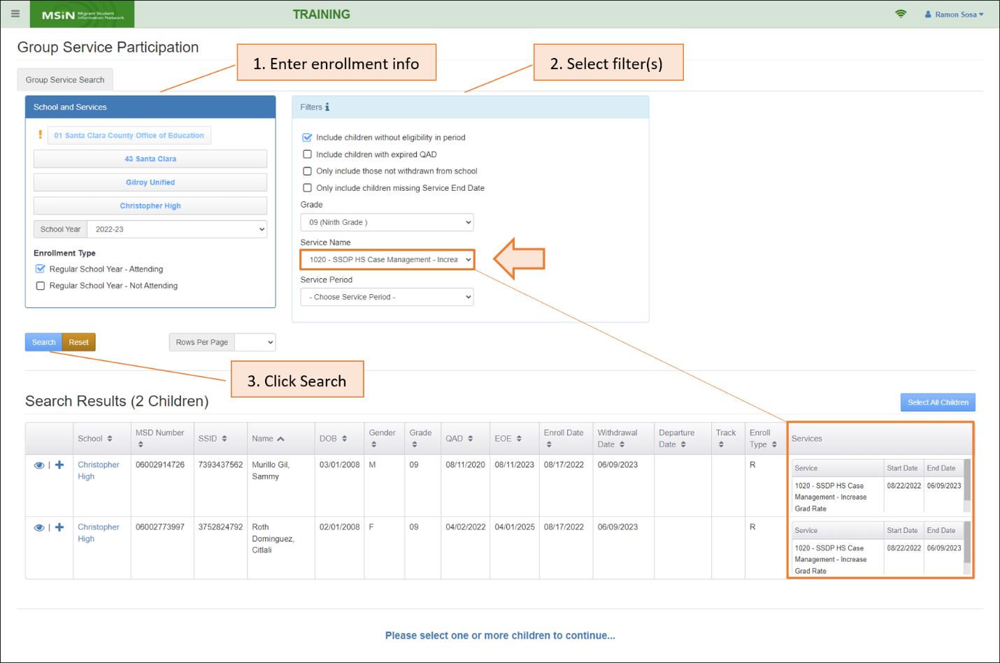 MSiN Migrant Student Information Network
TRAINING
Ramon Sosa
Group Service Participation
1. Enter enrollment info
2. Select filter(s)
Group Service Search
School and Services
! 01 Santa Clara County Office of Education
43 Santa Clara
Gilroy Unified
Christopher High
School Year 2022-23
Enrollment Type
Regular School Year - Attending
Regular School Year - Not Attending
Filters i
Include children without eligibility in period
Include children with expired QAD
Only include those not withdrawn from school
Only include children missing Service End Date
Grade
09 (Ninth Grade )
Service Name
1020 - SSDP HS Case Management - Increa
Service Period
- Choose Service Period -
Search Reset Rows Per Page
3. Click Search
Search Results (2 Children)
Select All Children
School MSD Number SSID Name DOB Gender Grade QAD EOE Enroll Date Withdrawal Date Departure Date Track Enroll Type Services
Christopher High 06002914726 7393437562 Murillo Gil, Sammy 03/01/2008 M 09 08/11/2020 08/11/2023 08/17/2022 06/09/2023 R
Service Start Date End Date
1020 - SSDP HS Case Management - Increase Grad Rate 08/22/2022 06/09/2023
Christopher High 06002773997 3752824792 Roth Dominguez, Citlali 02/01/2008 F 09 04/02/2022 04/01/2025 08/17/2022 06/09/2023 R
Service Start Date End Date
1020 - SSDP HS Case Management - Increase Grad Rate 08/22/2022 06/09/2023
Please select one or more children to continue...